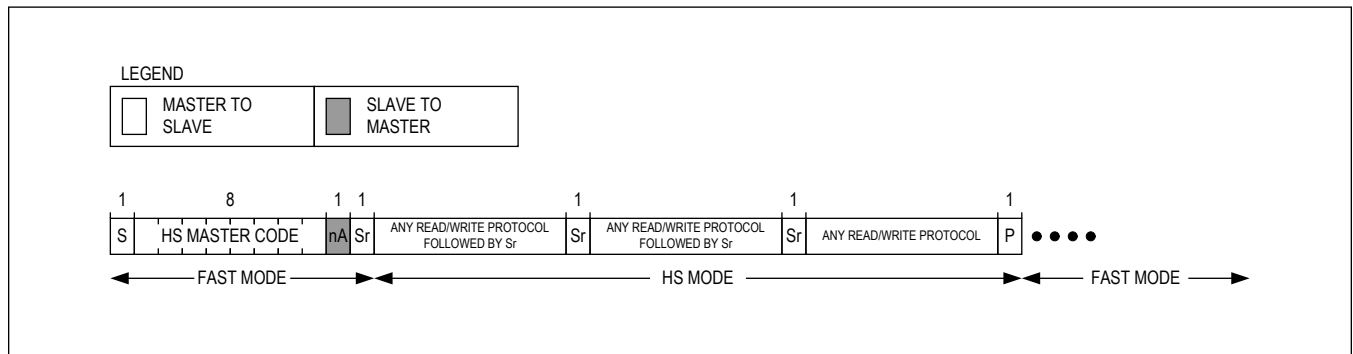 LEGEND
MASTER TO
SLAVE
SLAVE TO
MASTER
1 8 1 1 1 1 1
S HS MASTER CODE nA Sr ANY READ/WRITE PROTOCOL
FOLLOWED BY Sr Sr ANY READ/WRITE PROTOCOL
FOLLOWED BY Sr Sr ANY READ/WRITE PROTOCOL P
FAST MODE HS MODE FAST MODE